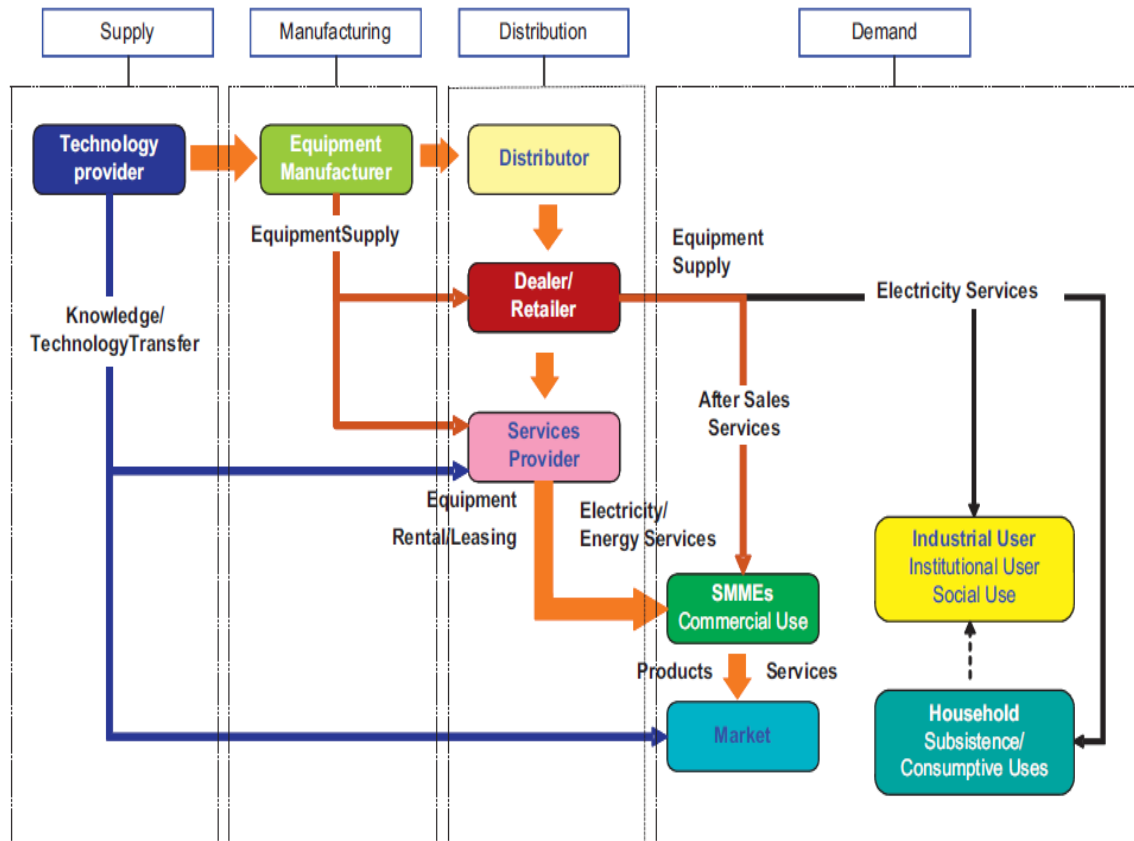 Supply
Manufacturing
Distribution
Demand
Technology
provider
Equipment
Manufacturer
Distributor
EquipmentSupply
Equipment
Supply
Dealer/
Retailer
Electricity Services
Knowledge/
TechnologyTransfer
After Sales
Services
Services
Provider
Equipment
Rental/Leasing
Electricity/
Energy Services
Industrial User
Institutional User
Social Use
SMMEs
Commercial Use
Products
Services
Market
Household
Subsistence/
Consumptive Uses